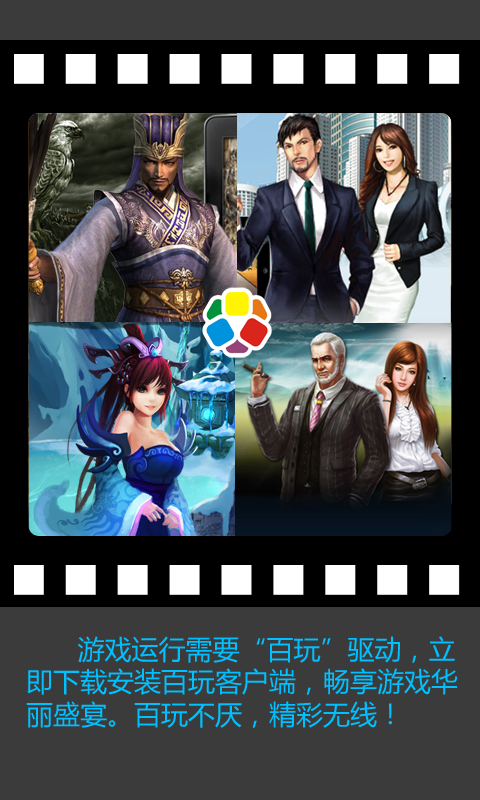 游戏运行需要“百玩”驱动，立
即下载安装百玩客户端，畅享游戏华
丽盛宴。百玩不厌，精彩无线！